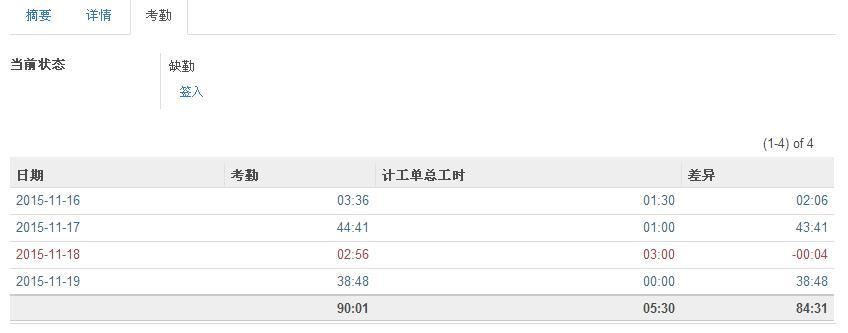 摘要 详情 考勤
当前状态 缺勤
签入
(1-4) of 4
日期 考勤 计工单总工时 差异
2015-11-16 03:36 01:30 02:06
2015-11-17 44:41 01:00 43:41
2015-11-18 02:56 03:00 -00:04
2015-11-19 38:48 00:00 38:48
90:01 05:30 84:31